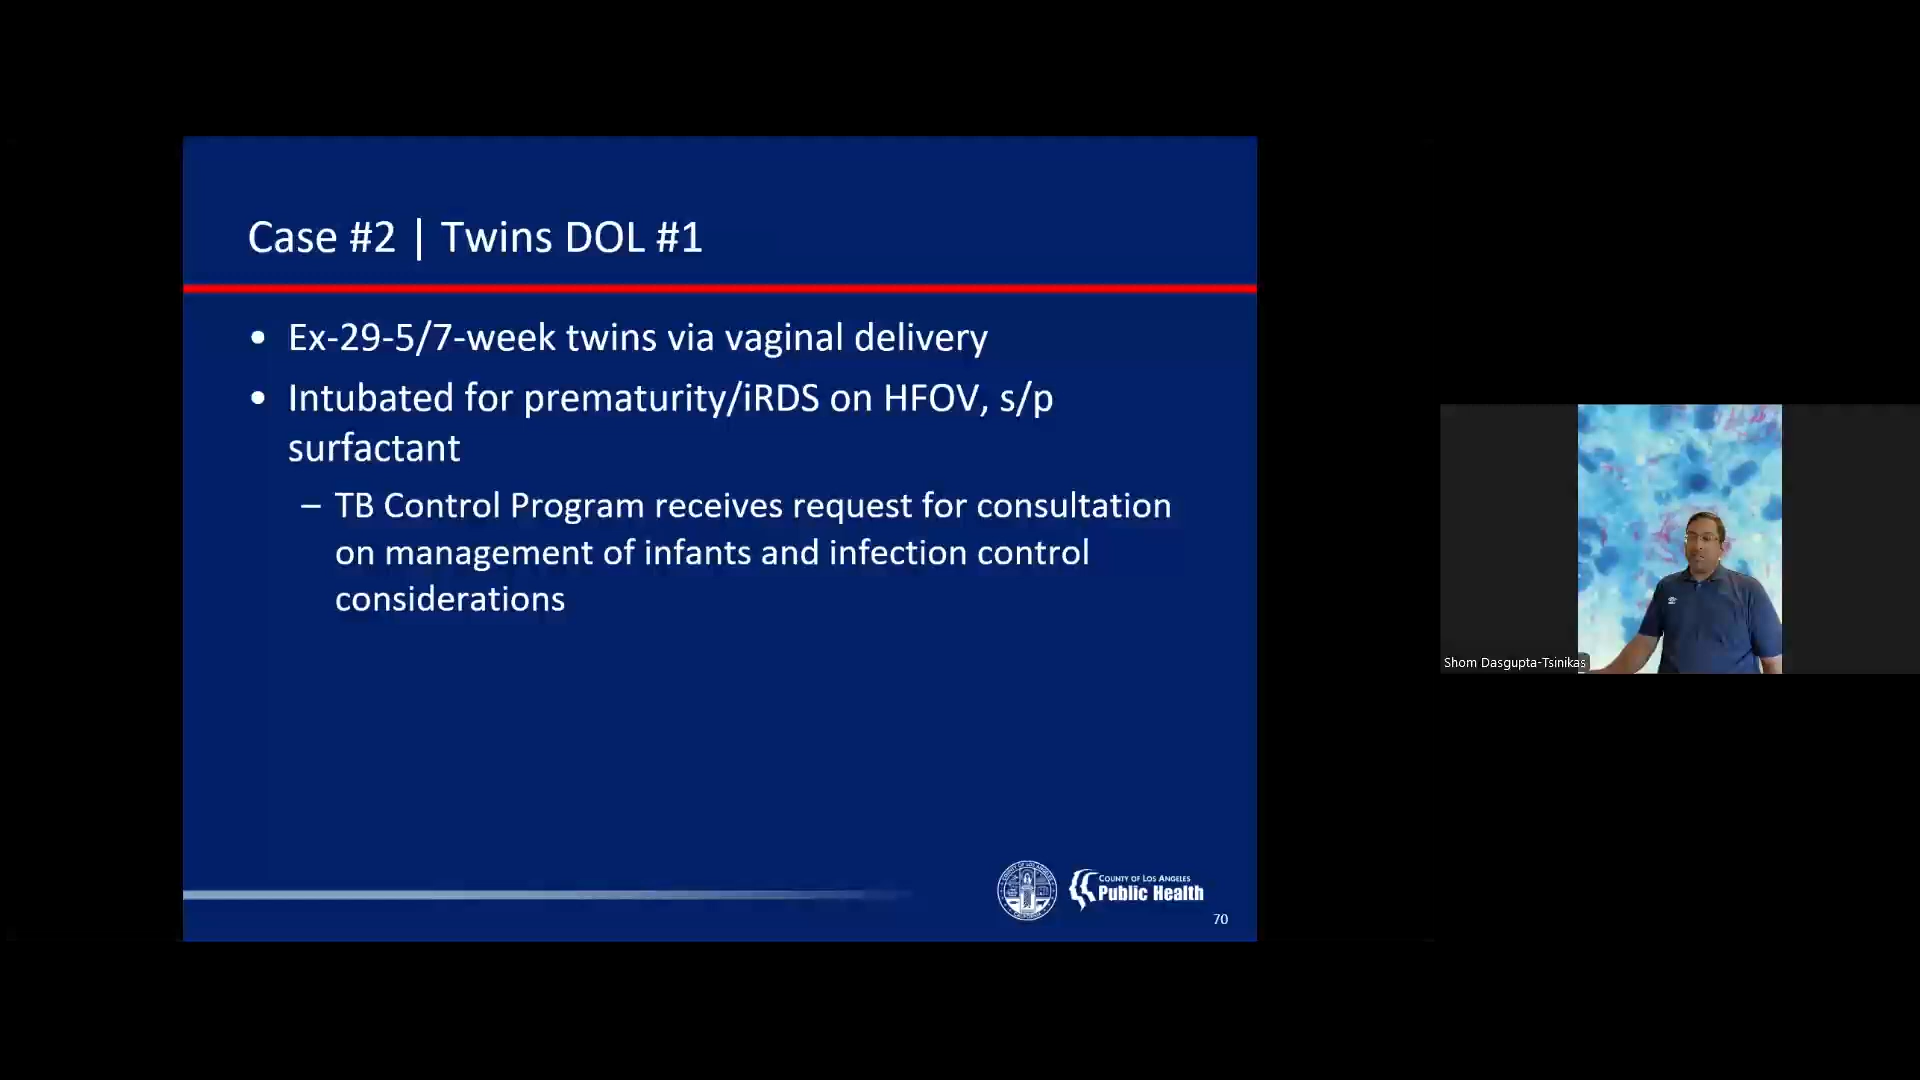 Case #2 | Twins DOL #1
• Ex-29-5/7-week twins via vaginal delivery
• Intubated for prematurity/iRDS on HFOV, s/p
surfactant
– TB Control Program receives request for consultation
on management of infants and infection control
considerations
COUNTY OF LOS ANGELES
Public Health
70
Shom Dasgupta-Tsinikas